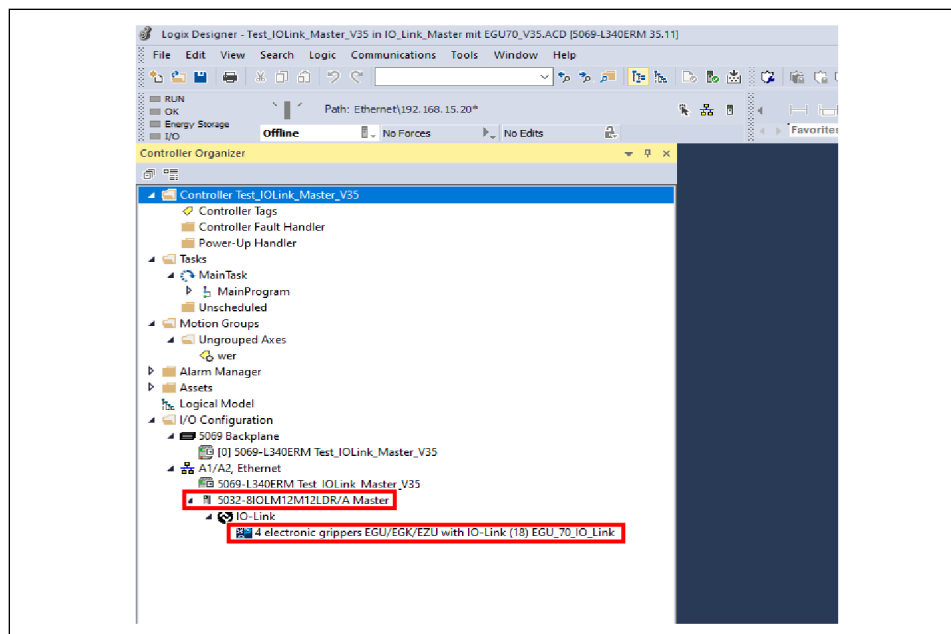 Logix Designer - Test_IOLink_Master_V35 in IO_Link_Master mit EGU70_V35.ACD [5069-L340ERM 35.11]
File Edit View Search Logic Communications Tools Window Help
RUN
OK
Energy Storage
I/O
Path: Ethernet\192.168.15.20*
Offline No Forces No Edits
Favorites
Controller Organizer
Controller Test_IOLink_Master_V35
Controller Tags
Controller Fault Handler
Power-Up Handler
Tasks
MainTask
MainProgram
Unscheduled
Motion Groups
Ungrouped Axes
wer
Alarm Manager
Assets
Logical Model
I/O Configuration
5069 Backplane
[0] 5069-L340ERM Test_IOLink_Master_V35
A1/A2, Ethernet
5069-L340ERM Test_IOLink_Master_V35
5032-8IOLM12M12LDR/A Master
IO-Link
4 electronic grippers EGU/EGK/EZU with IO-Link (18) EGU_70_IO_Link